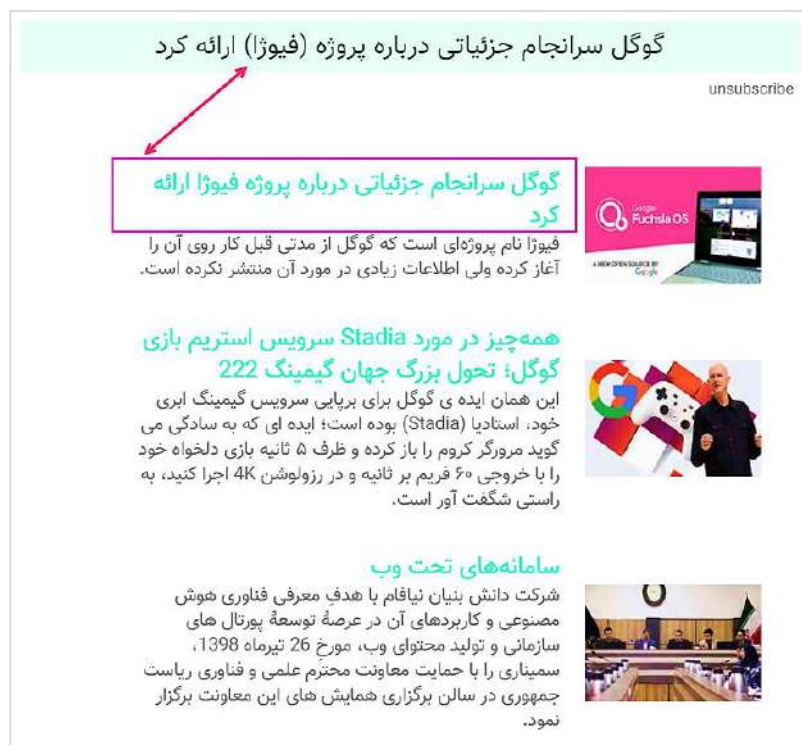 گوگل سرانجام جزئیاتی درباره پروژه (فیوژا) ارائه کرد
unsubscribe
گوگل سرانجام جزئیاتی درباره پروژه فیوژا ارائه
کرد
فیوژا نام پروژه‌ای است که گوگل از مدتی قبل کار روی آن را
آغاز کرده ولی اطلاعات زیادی در مورد آن منتشر نکرده است.
Google
Fuchsia OS
A NEW OPEN SOURCE BY
Google
همه‌چیز در مورد Stadia سرویس استریم بازی
گوگل؛ تحول بزرگ جهان گیمینگ 222
این همان ایده ی گوگل برای برپایی سرویس گیمینگ ابری
خود، استادیا (Stadia) بوده است؛ ایده ای که به سادگی می
گوید مرورگر کروم را باز کرده و ظرف ۵ ثانیه بازی دلخواه خود
را با خروجی ۶۰ فریم بر ثانیه و در رزولوشن 4K اجرا کنید، به
راستی شگفت آور است.
سامانه‌های تحت وب
شرکت دانش بنیان نیافام با هدفِ معرفی فناوری هوش
مصنوعی و کاربردهای آن در عرصهٔ توسعهٔ پورتال های
سازمانی و تولید محتوای وب، مورخِ 26 تیرماه 1398،
سمیناری را با حمایت معاونت محترم علمی و فناوری ریاست
جمهوری در سالن برگزاری همایش های این معاونت برگزار
نمود.